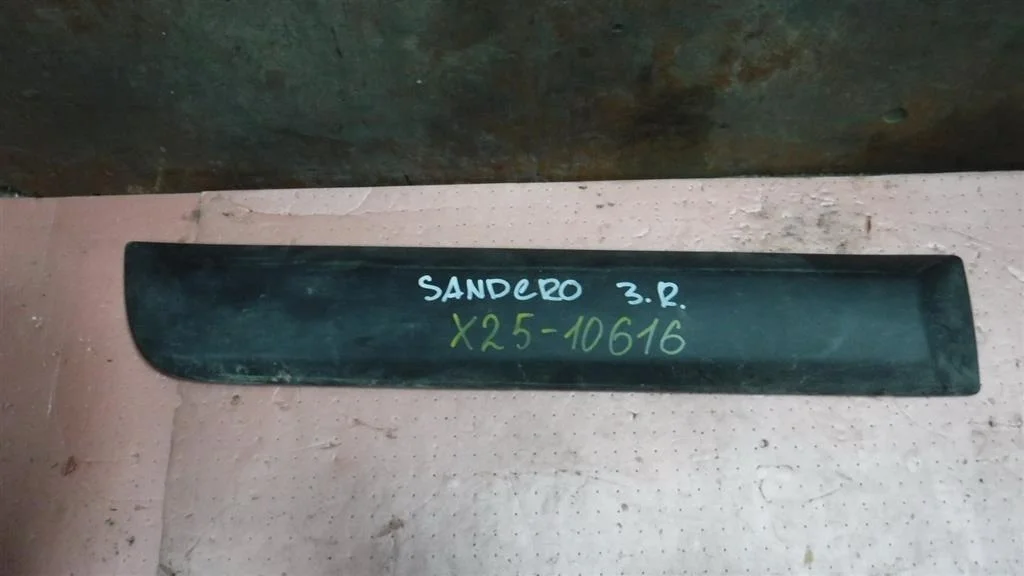 SANDERO 3.R.
X25-10616